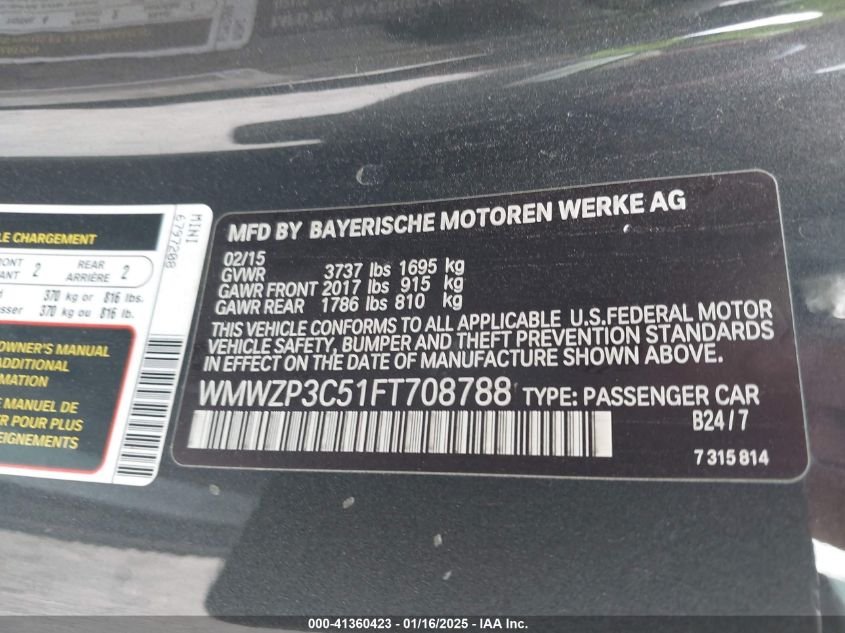 MFD BY BAYERISCHE MOTOREN WERKE AG
02/15
GVWR 3737 lbs 1695 kg
GAWR FRONT 2017 lbs 915 kg
GAWR REAR 1786 lbs 810 kg
THIS VEHICLE CONFORMS TO ALL APPLICABLE U.S.FEDERAL MOTOR
VEHICLE SAFETY, BUMPER AND THEFT PREVENTION STANDARDS
IN EFFECT ON THE DATE OF MANUFACTURE SHOWN ABOVE.
WMWZP3C51FT708788 TYPE: PASSENGER CAR
B24/7
7 315 814
MINI
6797208
CHARGEMENT
2 REAR 2
ARRIÈRE
370 kg or 816 lbs.
370 kg ou 816 lb.
OWNER'S MANUAL
ADDITIONAL
MANUEL DE
POUR PLUS
000-41360423 - 01/16/2025 - IAA Inc.